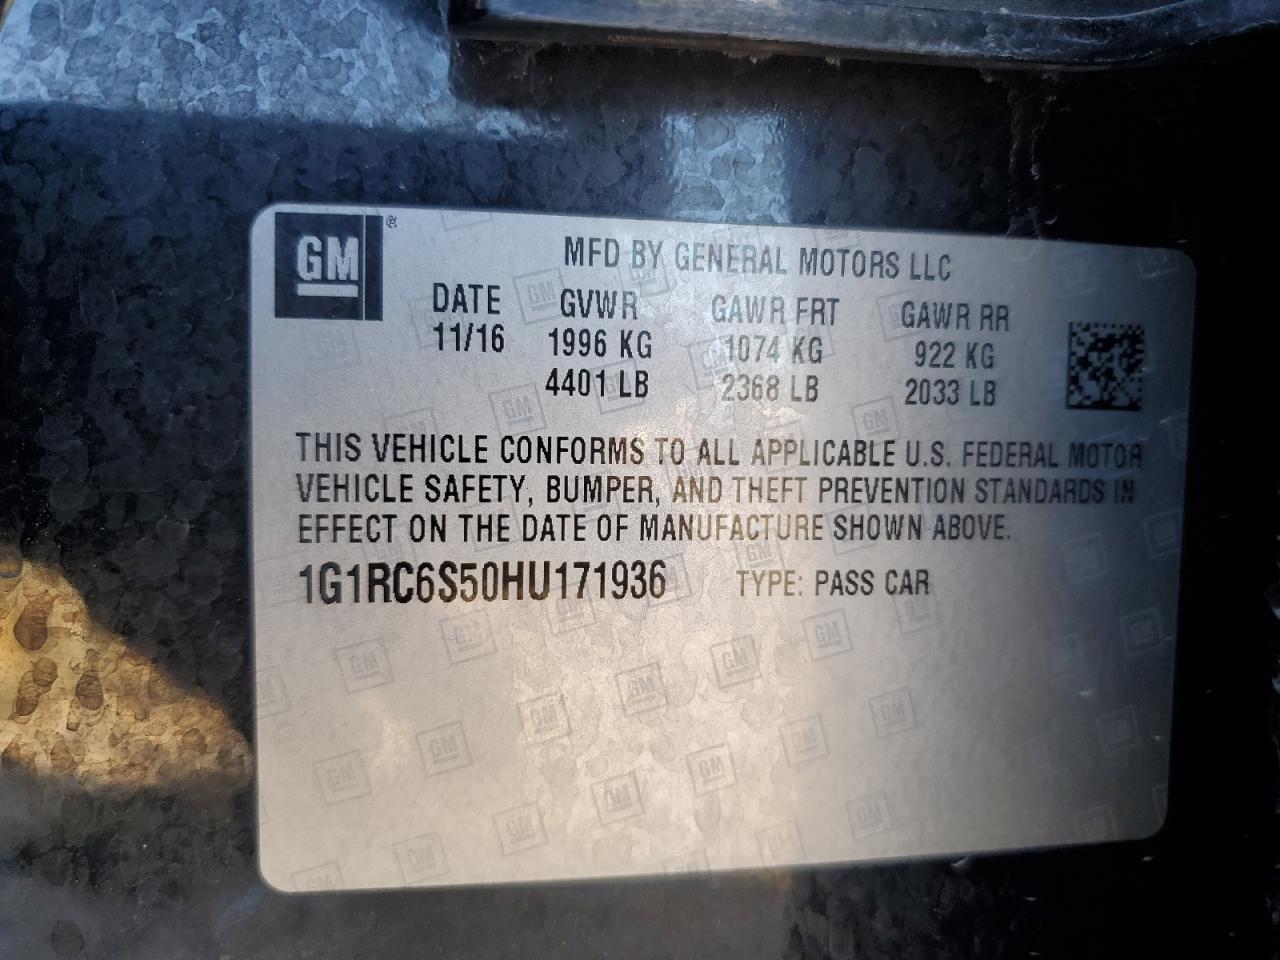 GM ®
MFD BY GENERAL MOTORS LLC
DATE GVWR GAWR FRT GAWR RR
11/16 1996 KG 1074 KG 922 KG
4401 LB 2368 LB 2033 LB
THIS VEHICLE CONFORMS TO ALL APPLICABLE U.S. FEDERAL MOTOR
VEHICLE SAFETY, BUMPER, AND THEFT PREVENTION STANDARDS IN
EFFECT ON THE DATE OF MANUFACTURE SHOWN ABOVE.
1G1RC6S50HU171936 TYPE: PASS CAR